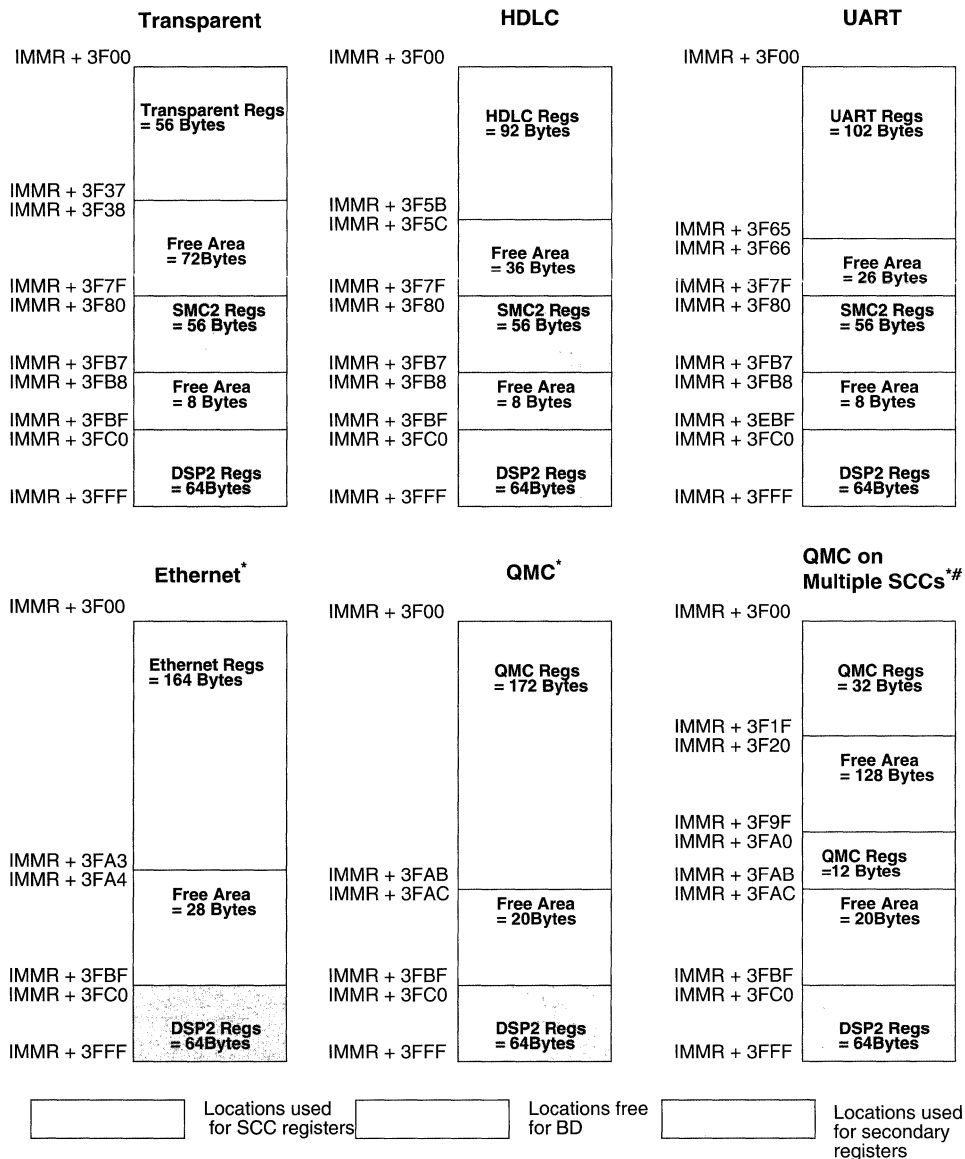 Transparent
IMMR + 3F00
Transparent Regs
= 56 Bytes
IMMR + 3F37
IMMR + 3F38
Free Area
= 72Bytes
IMMR + 3F7F
IMMR + 3F80
SMC2 Regs
= 56 Bytes
IMMR + 3FB7
IMMR + 3FB8
Free Area
= 8 Bytes
IMMR + 3FBF
IMMR + 3FC0
DSP2 Regs
= 64Bytes
IMMR + 3FFF
HDLC
IMMR + 3F00
HDLC Regs
= 92 Bytes
IMMR + 3F5B
IMMR + 3F5C
Free Area
= 36 Bytes
IMMR + 3F7F
IMMR + 3F80
SMC2 Regs
= 56 Bytes
IMMR + 3FB7
IMMR + 3FB8
Free Area
= 8 Bytes
IMMR + 3FBF
IMMR + 3FC0
DSP2 Regs
= 64Bytes
IMMR + 3FFF
UART
IMMR + 3F00
UART Regs
= 102 Bytes
IMMR + 3F65
IMMR + 3F66
Free Area
= 26 Bytes
IMMR + 3F7F
IMMR + 3F80
SMC2 Regs
= 56 Bytes
IMMR + 3FB7
IMMR + 3FB8
Free Area
= 8 Bytes
IMMR + 3EBF
IMMR + 3FC0
DSP2 Regs
= 64Bytes
IMMR + 3FFF
Ethernet*
IMMR + 3F00
Ethernet Regs
= 164 Bytes
IMMR + 3FA3
IMMR + 3FA4
Free Area
= 28 Bytes
IMMR + 3FBF
IMMR + 3FC0
DSP2 Regs
= 64Bytes
IMMR + 3FFF
QMC*
IMMR + 3F00
QMC Regs
= 172 Bytes
IMMR + 3FAB
IMMR + 3FAC
Free Area
= 20Bytes
IMMR + 3FBF
IMMR + 3FC0
DSP2 Regs
= 64Bytes
IMMR + 3FFF
QMC on
Multiple SCCs*#
IMMR + 3F00
QMC Regs
= 32 Bytes
IMMR + 3F1F
IMMR + 3F20
Free Area
= 128 Bytes
IMMR + 3F9F
IMMR + 3FA0
QMC Regs
=12 Bytes
IMMR + 3FAB
IMMR + 3FAC
Free Area
= 20Bytes
IMMR + 3FBF
IMMR + 3FC0
DSP2 Regs
= 64Bytes
IMMR + 3FFF
Locations used
for SCC registers
Locations free
for BD
Locations used
for secondary
registers